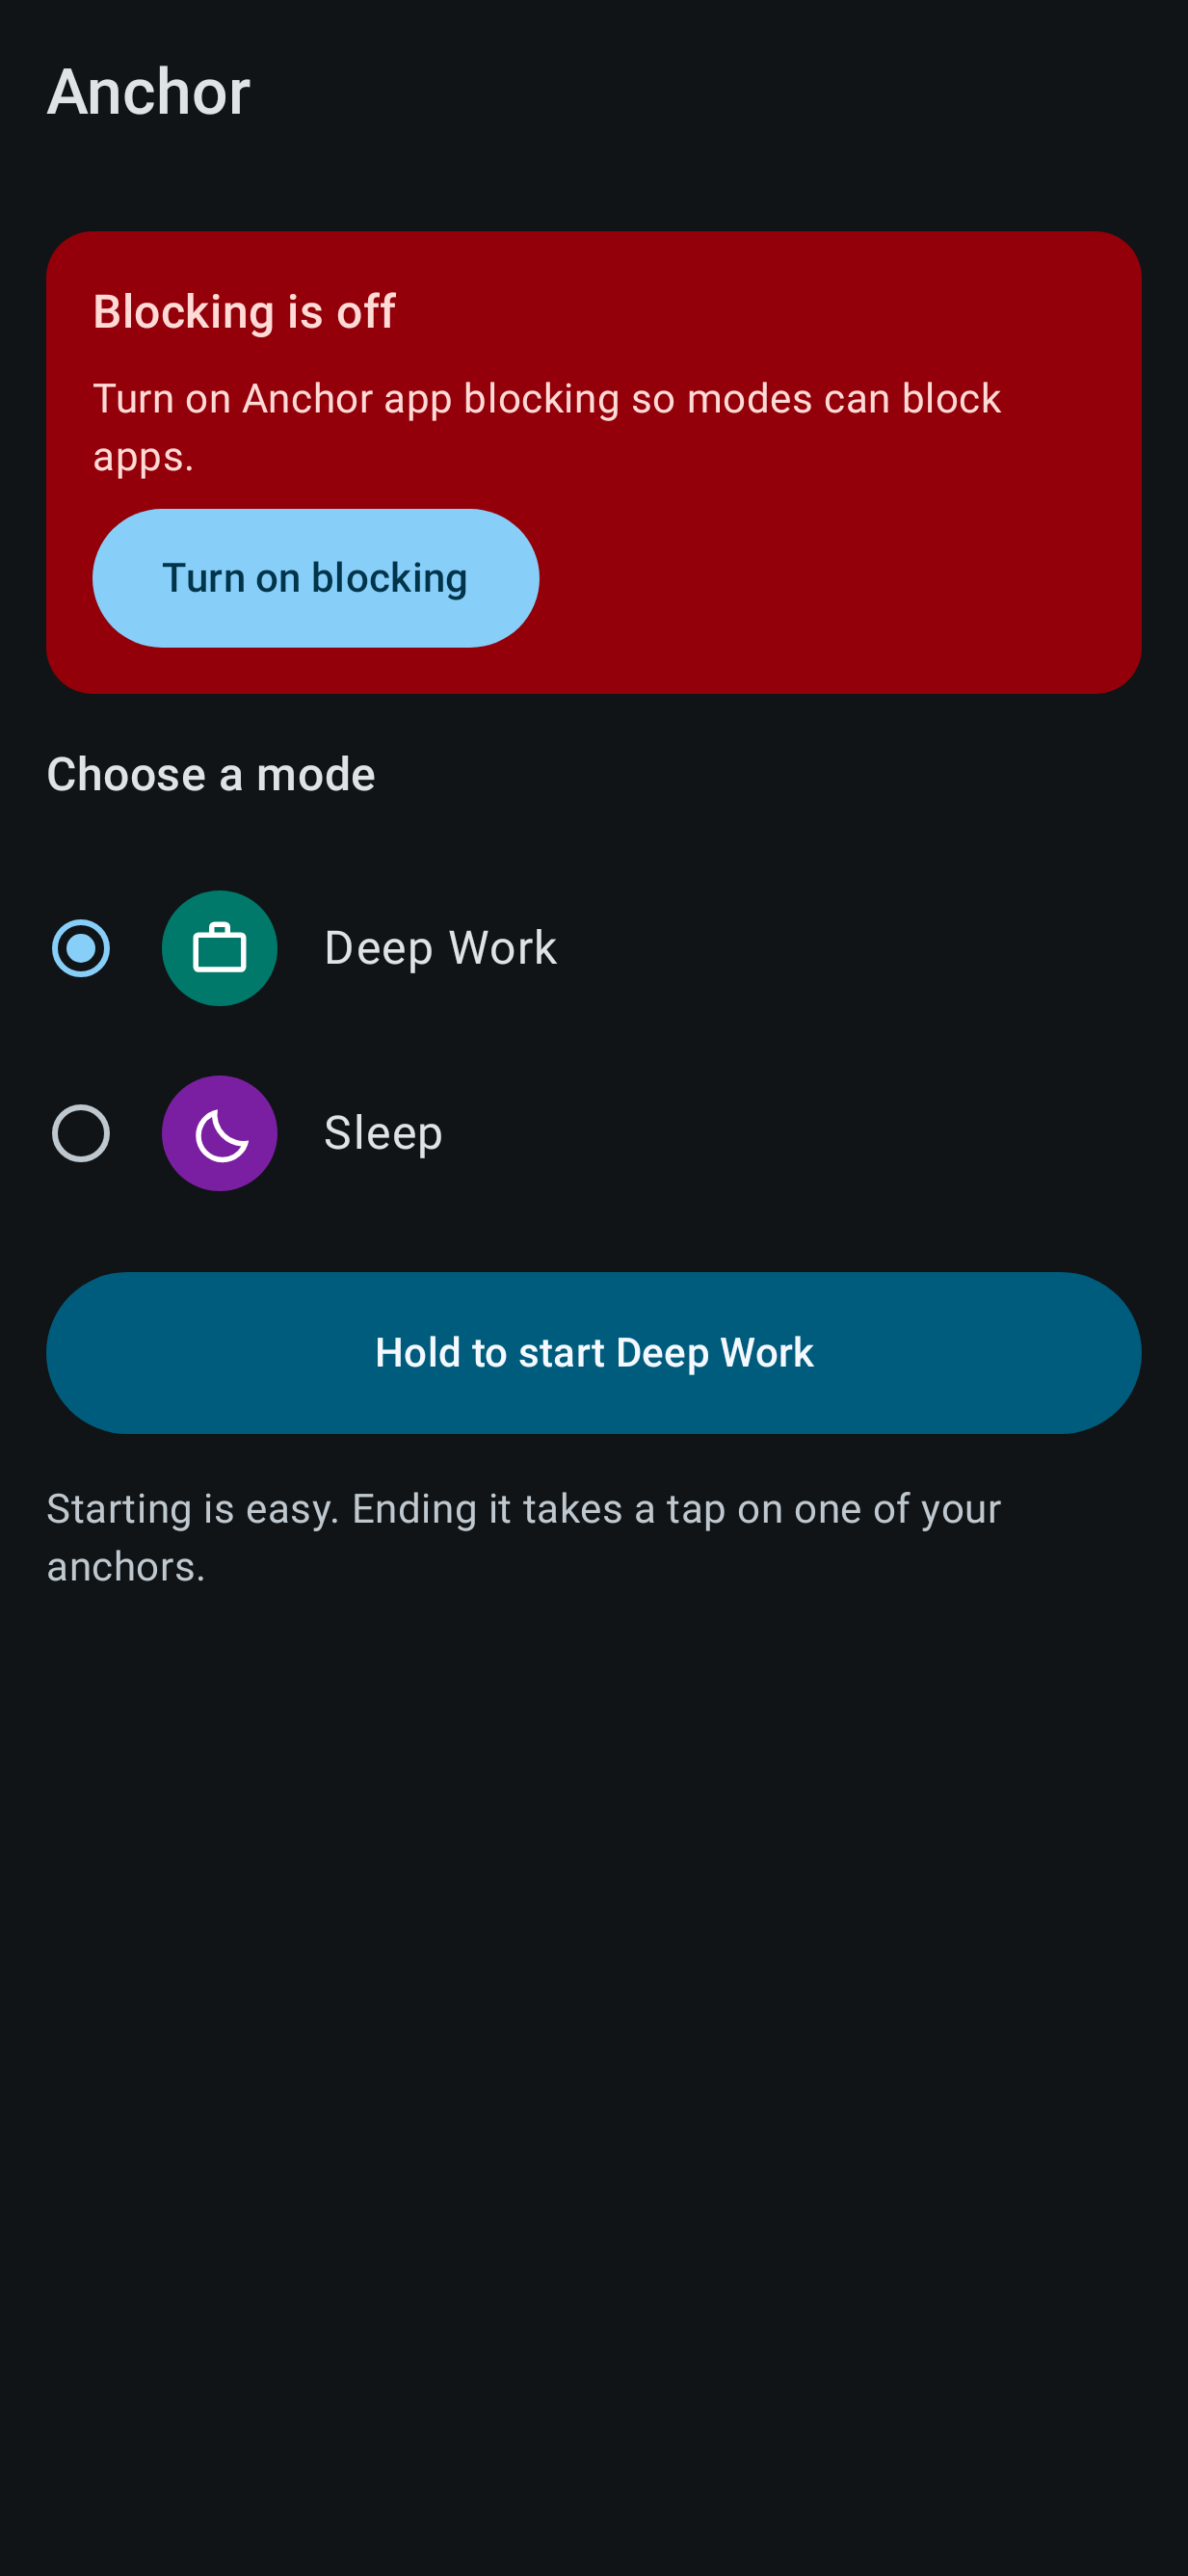 Anchor
Blocking is off
Turn on Anchor app blocking so modes can block
apps.
Turn on blocking
Choose a mode
Deep Work
Sleep
Hold to start Deep Work
Starting is easy. Ending it takes a tap on one of your
anchors.